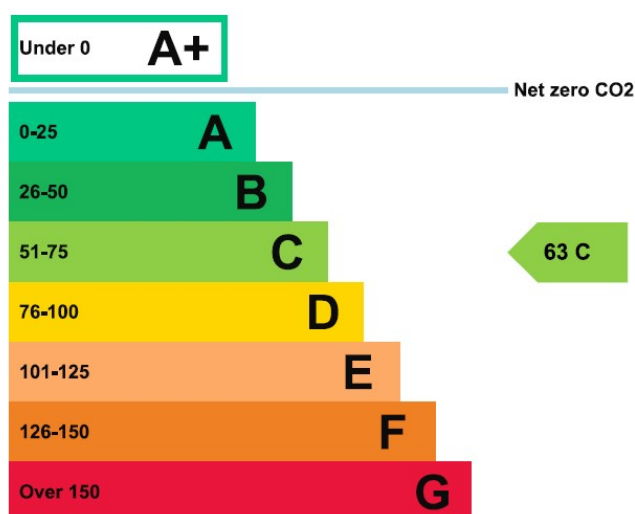 Under 0 A+
Net zero CO2
0-25 A
26-50 B
51-75 C
63 C
76-100 D
101-125 E
126-150 F
Over 150 G